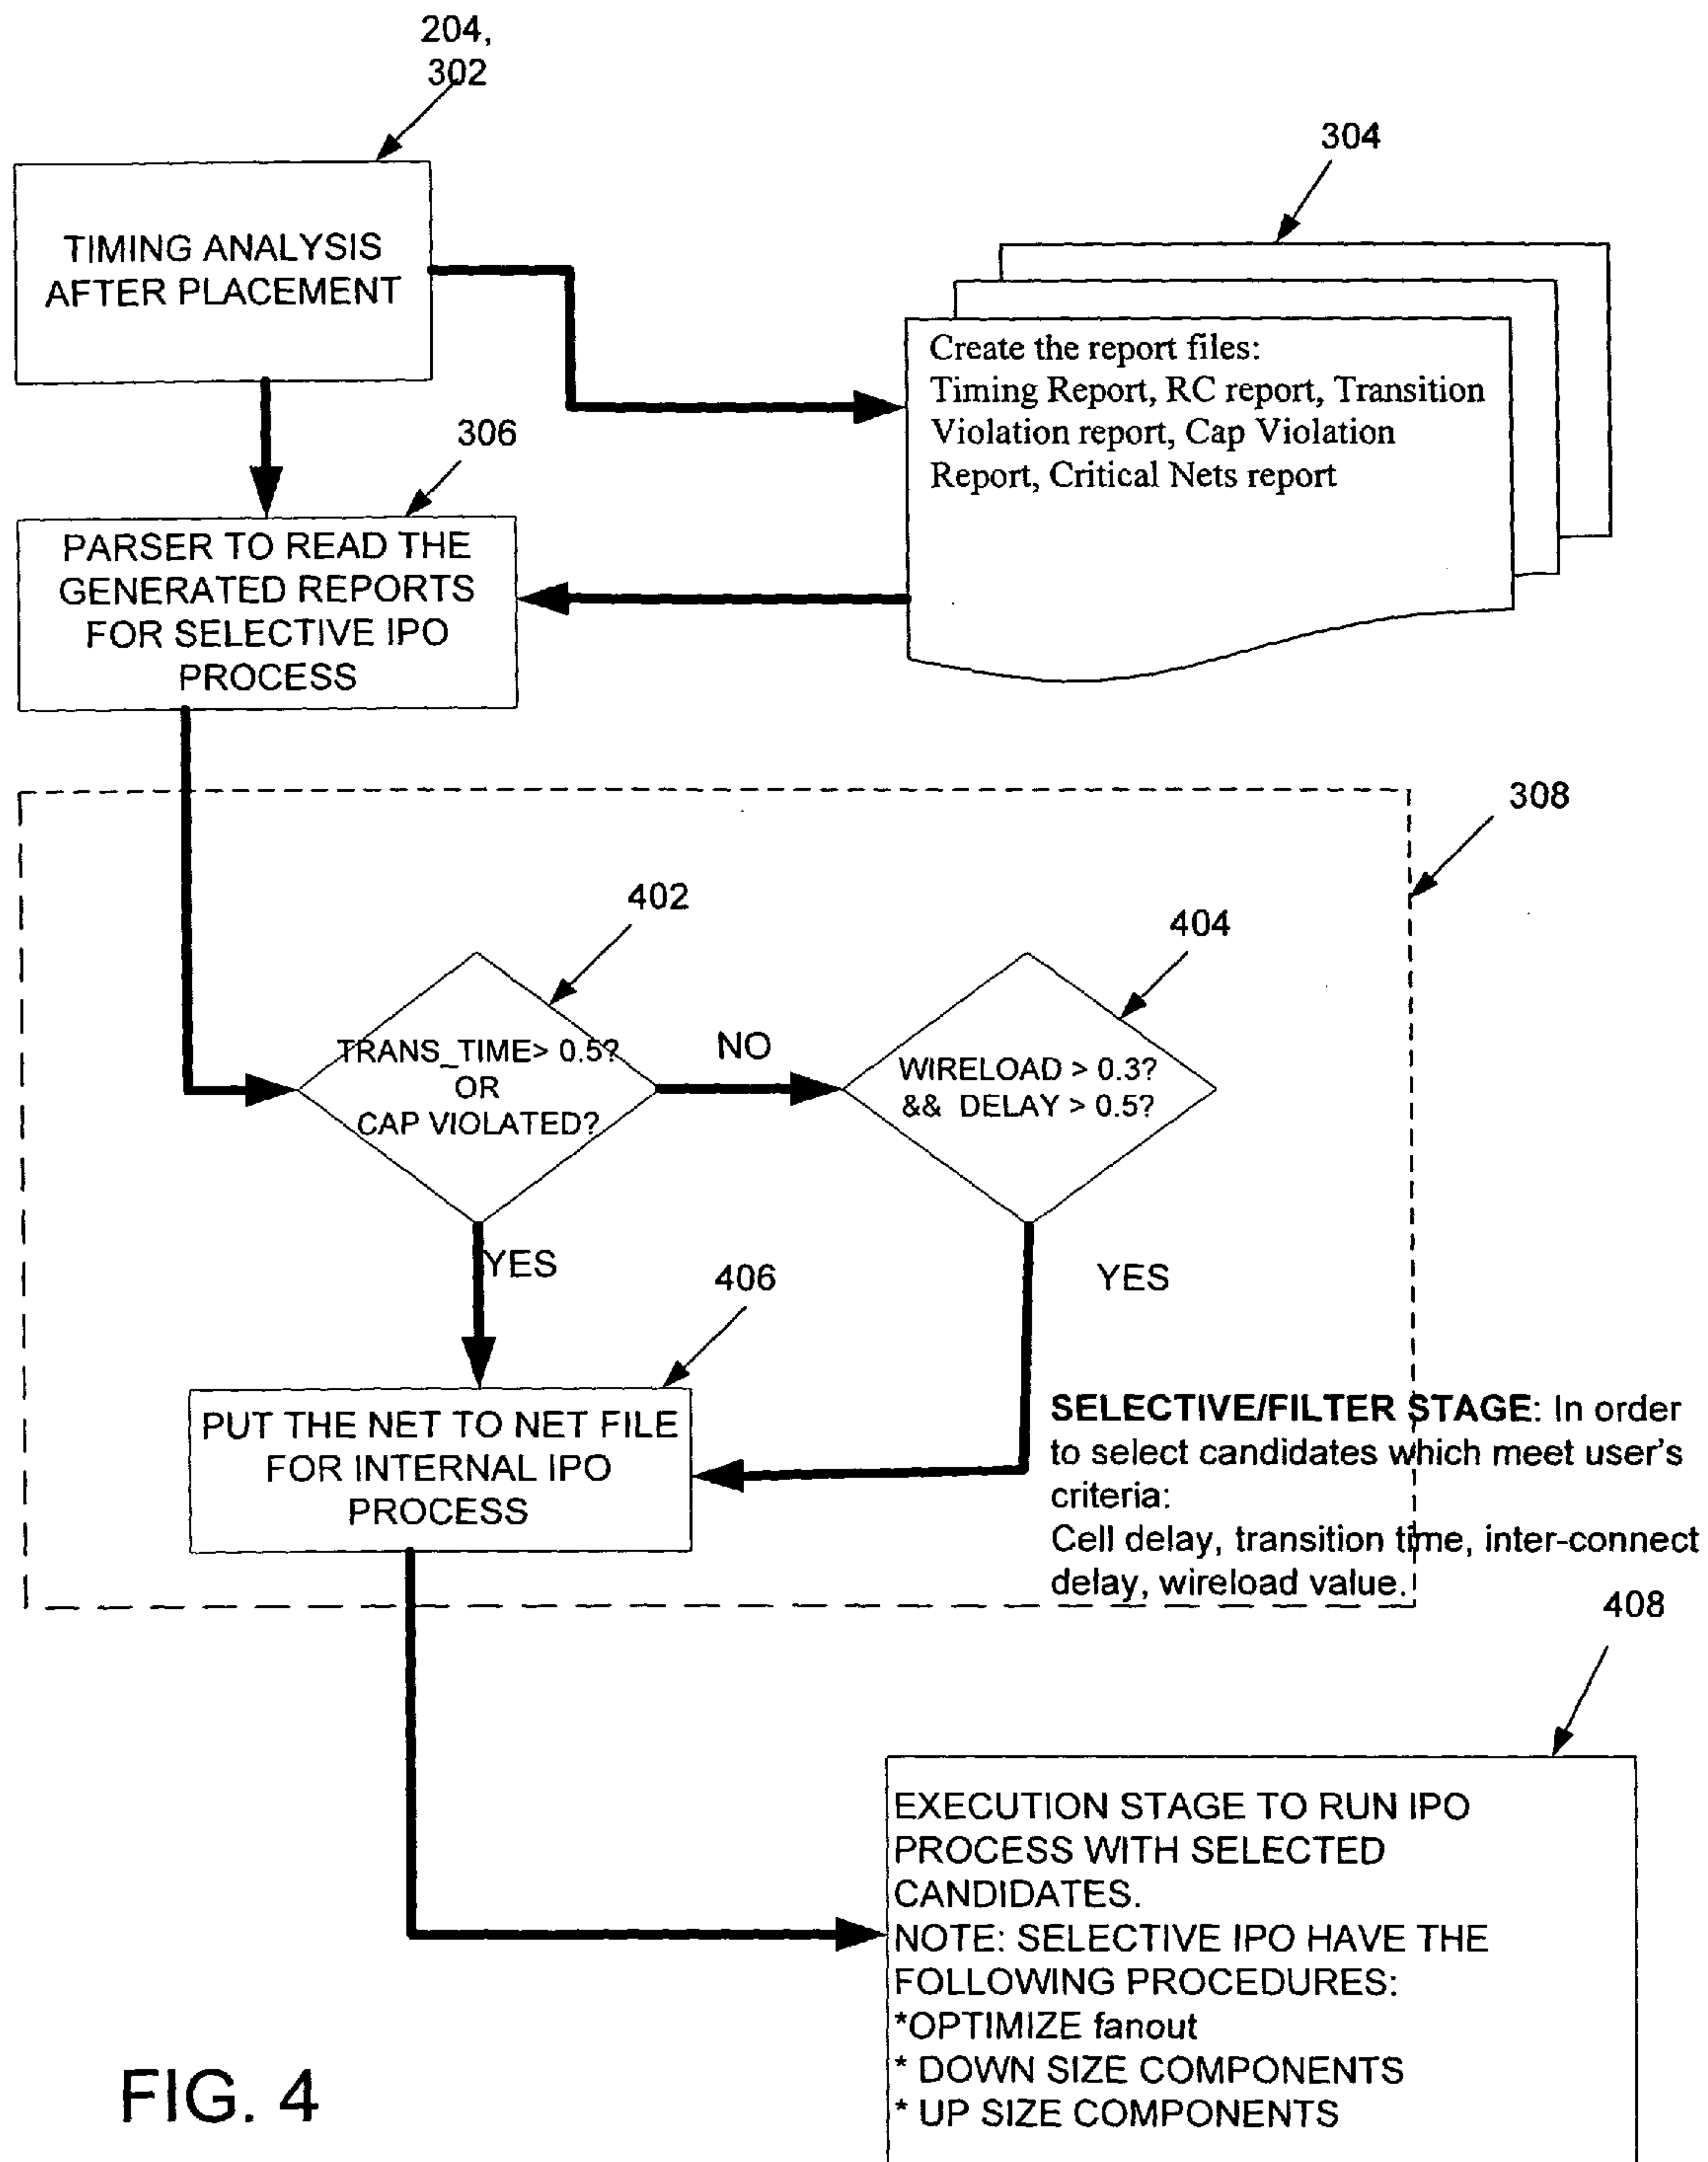 204,
302
304
TIMING ANALYSIS
AFTER PLACEMENT
Create the report files:
Timing Report, RC report, Transition
Violation report, Cap Violation
Report, Critical Nets report
306
PARSER TO READ THE
GENERATED REPORTS
FOR SELECTIVE IPO
PROCESS
308
402
404
TRANS_TIME> 0.5?
OR
CAP VIOLATED?
NO
WIRELOAD > 0.3?
&& DELAY > 0.5?
YES
YES
406
PUT THE NET TO NET FILE
FOR INTERNAL IPO
PROCESS
SELECTIVE/FILTER STAGE: In order
to select candidates which meet user's
criteria:
Cell delay, transition time, inter-connect
delay, wireload value.
408
EXECUTION STAGE TO RUN IPO
PROCESS WITH SELECTED
CANDIDATES.
NOTE: SELECTIVE IPO HAVE THE
FOLLOWING PROCEDURES:
*OPTIMIZE fanout
* DOWN SIZE COMPONENTS
* UP SIZE COMPONENTS
FIG. 4